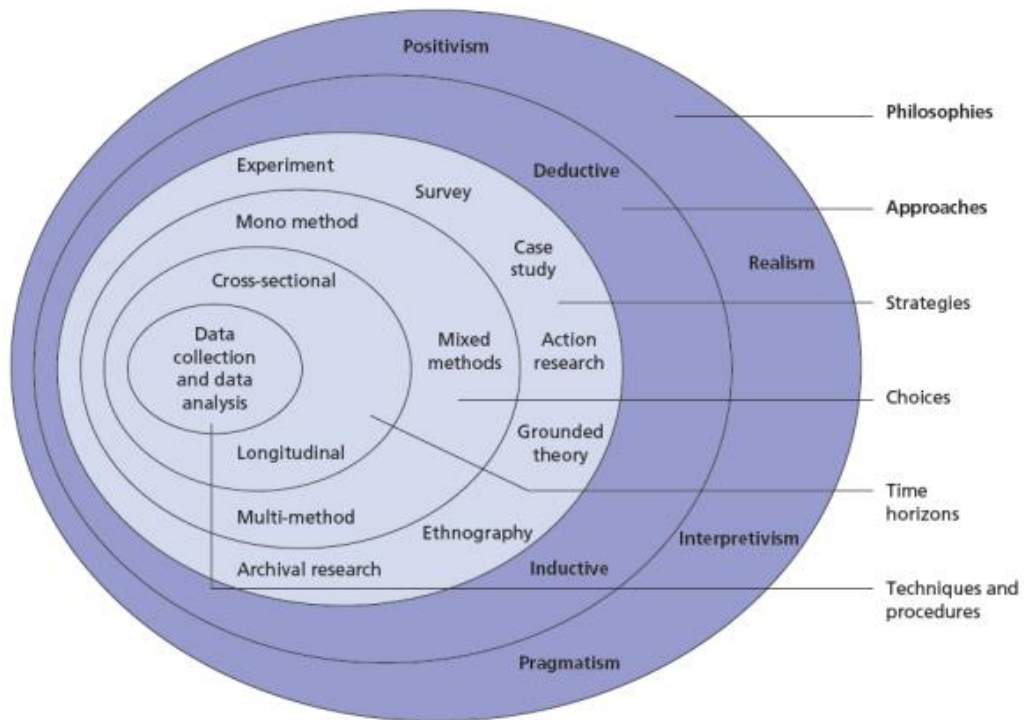 Positivism
Philosophies
Deductive
Experiment
Survey
Approaches
Mono method
Case
study
Realism
Cross-sectional
Strategies
Data
collection
and data
analysis
Mixed
methods
Action
research
Choices
Grounded
theory
Longitudinal
Time
horizons
Multi-method
Ethnography
Interpretivism
Archival research
Inductive
Techniques and
procedures
Pragmatism